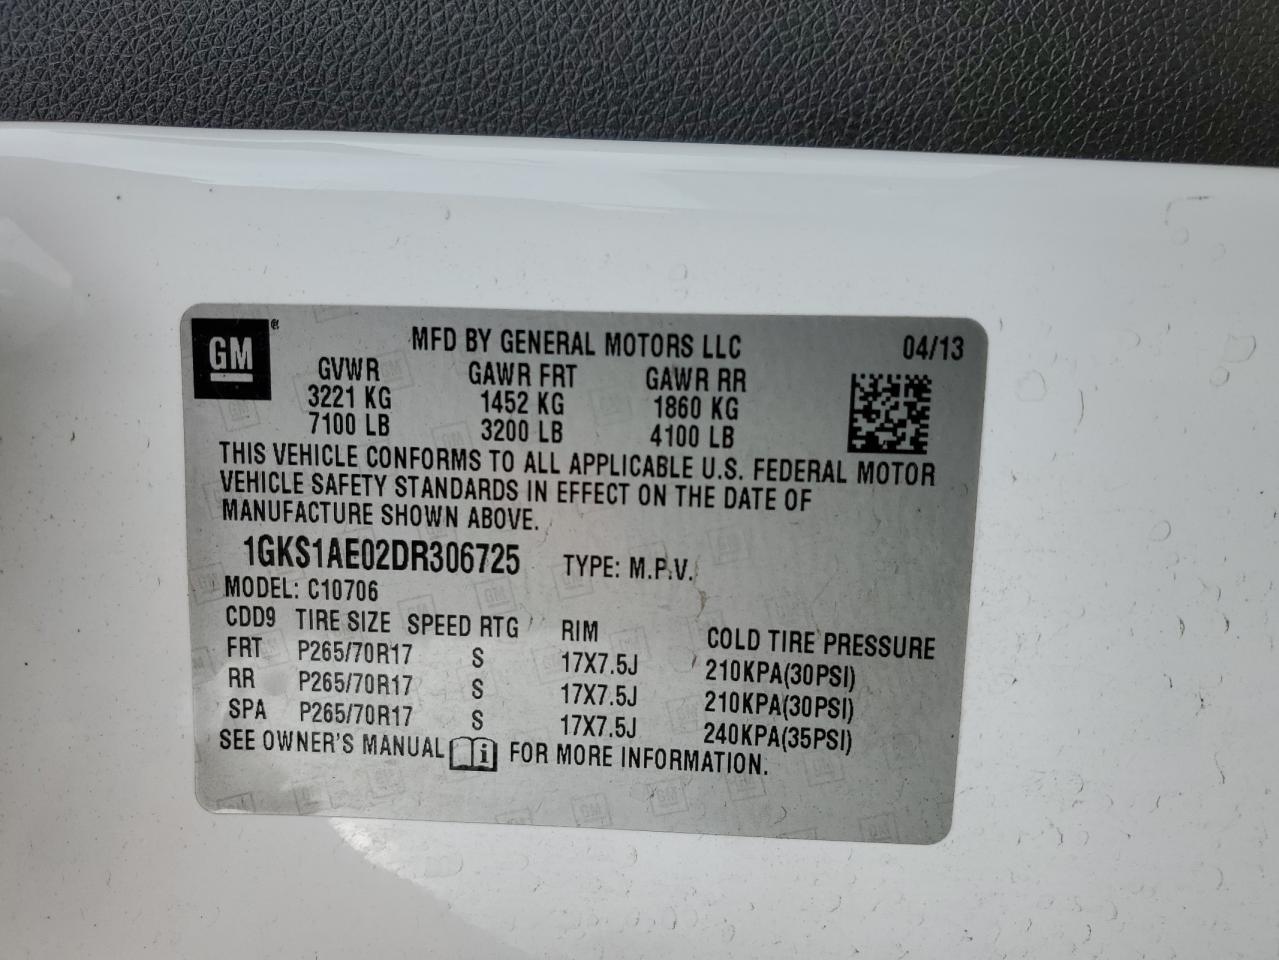 GM
MFD BY GENERAL MOTORS LLC 04/13
GVWR GAWR FRT GAWR RR
3221 KG 1452 KG 1860 KG
7100 LB 3200 LB 4100 LB
THIS VEHICLE CONFORMS TO ALL APPLICABLE U.S. FEDERAL MOTOR
VEHICLE SAFETY STANDARDS IN EFFECT ON THE DATE OF
MANUFACTURE SHOWN ABOVE.
1GKS1AE02DR306725 TYPE: M.P.V.
MODEL: C10706
CDD9 TIRE SIZE SPEED RTG RIM COLD TIRE PRESSURE
FRT P265/70R17 S 17X7.5J 210KPA(30PSI)
RR P265/70R17 S 17X7.5J 210KPA(30PSI)
SPA P265/70R17 S 17X7.5J 240KPA(35PSI)
SEE OWNER'S MANUAL i FOR MORE INFORMATION.